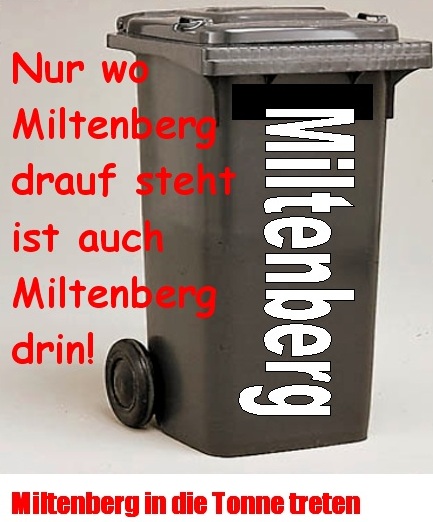 Nur wo
Miltenberg
drauf steht
ist auch
Miltenberg
drin!
Miltenberg
Miltenberg in die Tonne treten